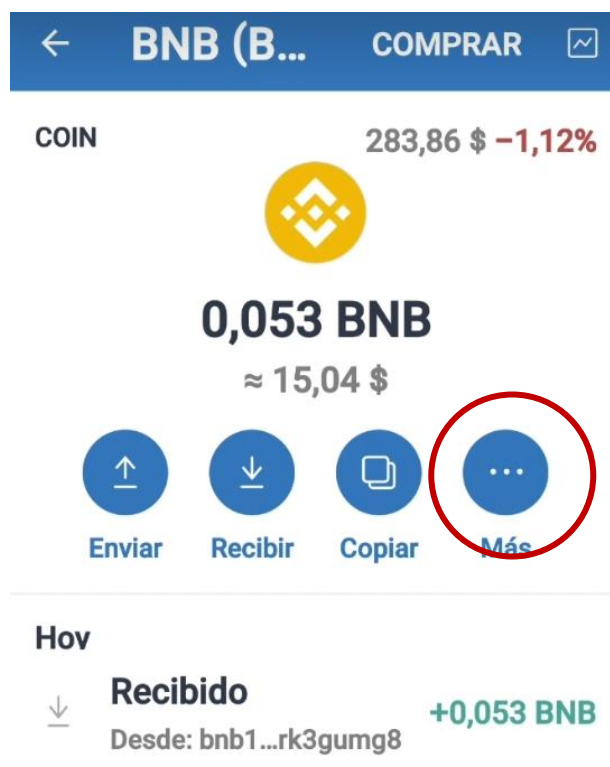 BNB (B... COMPRAR
COIN 283,86 $ −1,12%
0,053 BNB
≈ 15,04 $
Enviar Recibir Copiar Más
Hoy
Recibido +0,053 BNB
Desde: bnb1...rk3gumg8